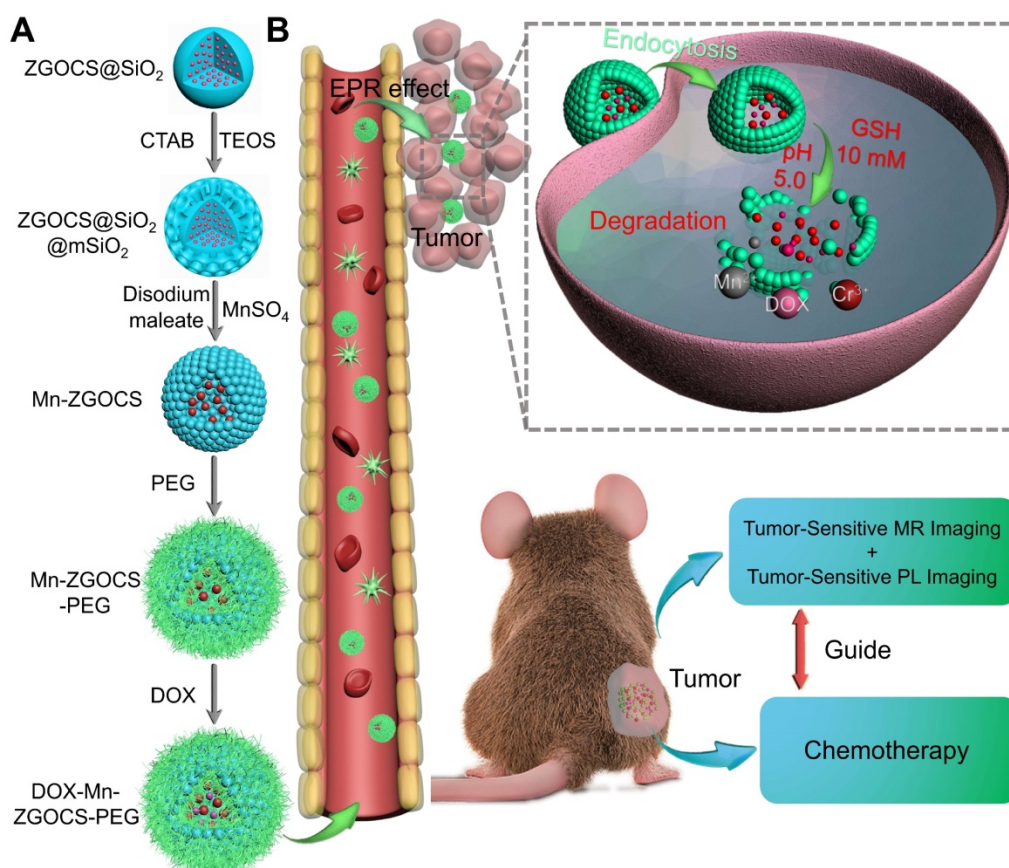 A
ZGOCS@SiO₂
CTAB TEOS
ZGOCS@SiO₂
@mSiO₂
Disodium
maleate
MnSO₄
Mn-ZGOCS
PEG
Mn-ZGOCS
-PEG
DOX
DOX-Mn-
ZGOCS-PEG
B
EPR effect
Tumor
Endocytosis
GSH
10 mM
pH
5.0
Degradation
DOX
Cr³⁺
Tumor
Tumor-Sensitive MR Imaging
+
Tumor-Sensitive PL Imaging
Guide
Chemotherapy